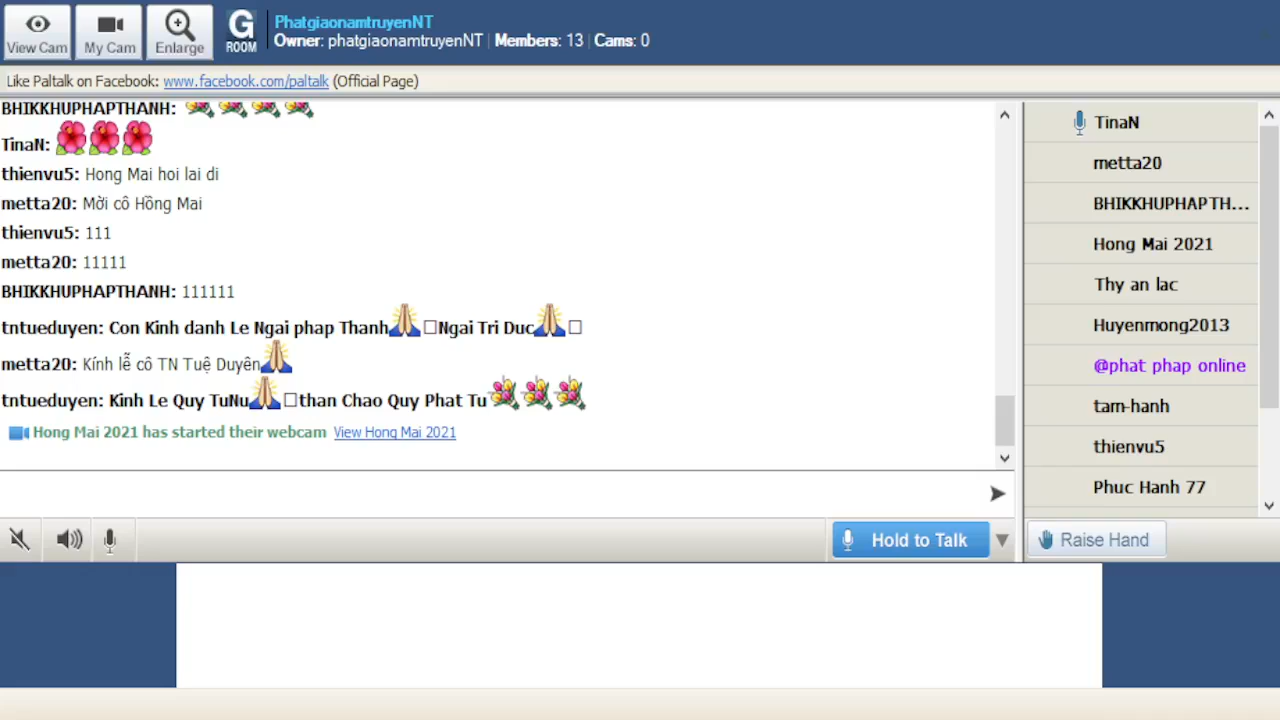 View Cam
My Cam
Enlarge
G
ROOM
PhatgiaonamtruyenNT
Owner: phatgiaonamtruyenNT | Members: 13 | Cams: 0
Like Paltalk on Facebook: www.facebook.com/paltalk (Official Page)
BHIKKHUPHAPTHANH:
TinaN:
thienvu5: Hong Mai hoi lai di
metta20: Mời cô Hồng Mai
thienvu5: 111
metta20: 11111
BHIKKHUPHAPTHANH: 111111
tntueduyen: Con Kinh danh Le Ngai phap Thanh🙏□Ngai Tri Duc🙏□
metta20: Kính lễ cô TN Tuệ Duyên🙏
tntueduyen: Kinh Le Quy TuNu🙏□than Chao Quy Phat Tu
Hong Mai 2021 has started their webcam View Hong Mai 2021
TinaN
metta20
BHIKKHUPHAPTH...
Hong Mai 2021
Thy an lac
Huyenmong2013
@phat phap online
tam-hanh
thienvu5
Phuc Hanh 77
Hold to Talk
Raise Hand